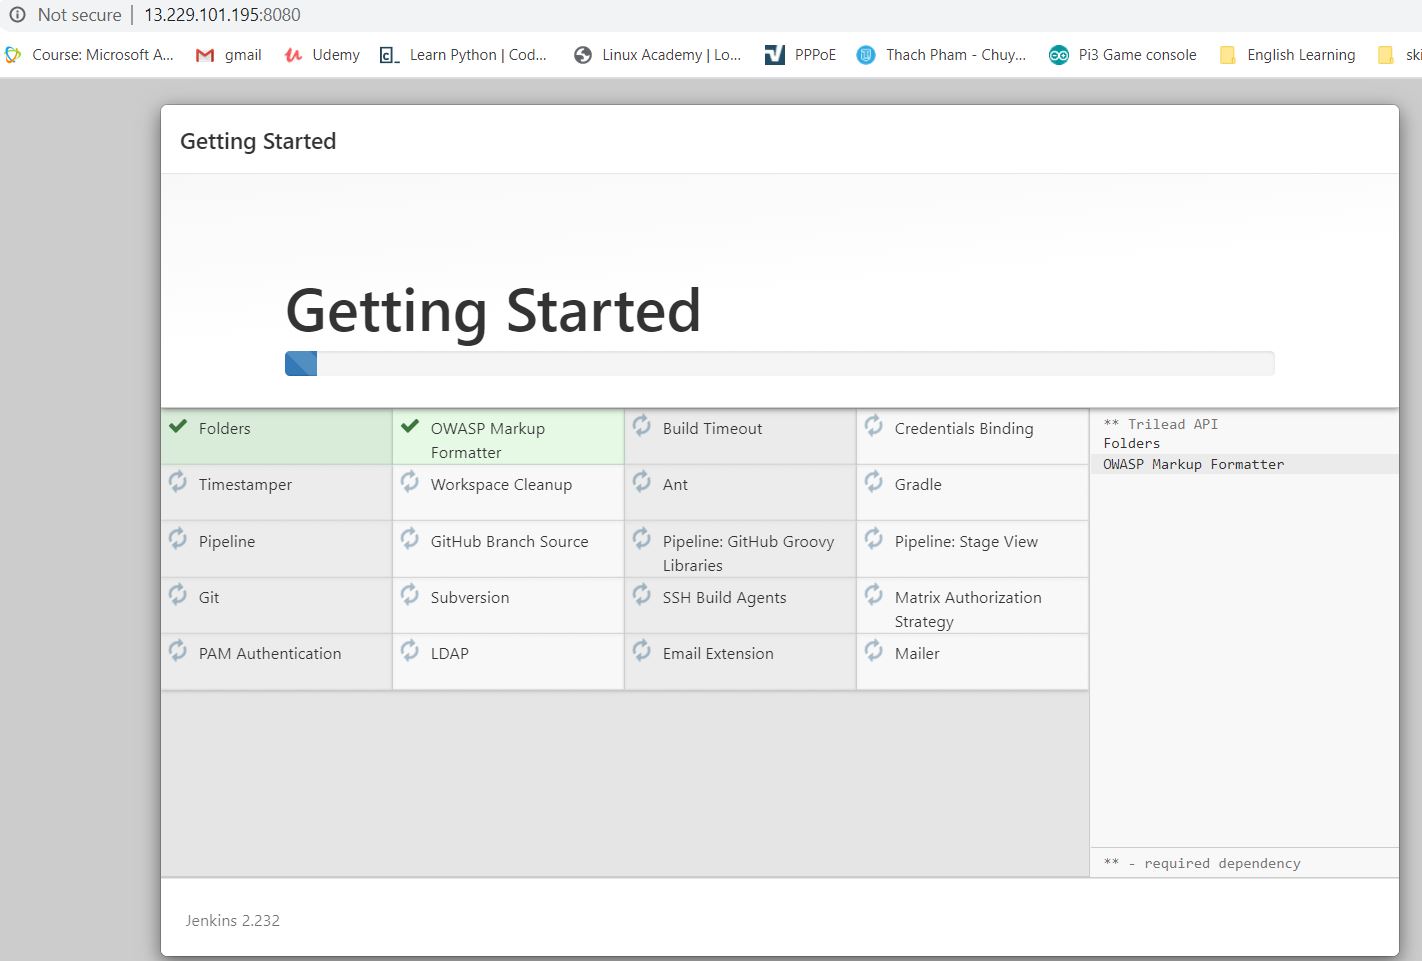 Not secure | 13.229.101.195:8080
Course: Microsoft A... gmail Udemy Learn Python | Cod... Linux Academy | Lo... PPPoE Thach Pham - Chuy... Pi3 Game console English Learning ski
Getting Started
Getting Started
Folders
OWASP Markup
Formatter
Build Timeout
Credentials Binding
Timestamper
Workspace Cleanup
Ant
Gradle
Pipeline
GitHub Branch Source
Pipeline: GitHub Groovy
Libraries
Pipeline: Stage View
Git
Subversion
SSH Build Agents
Matrix Authorization
Strategy
PAM Authentication
LDAP
Email Extension
Mailer
** Trilead API
Folders
OWASP Markup Formatter
** - required dependency
Jenkins 2.232